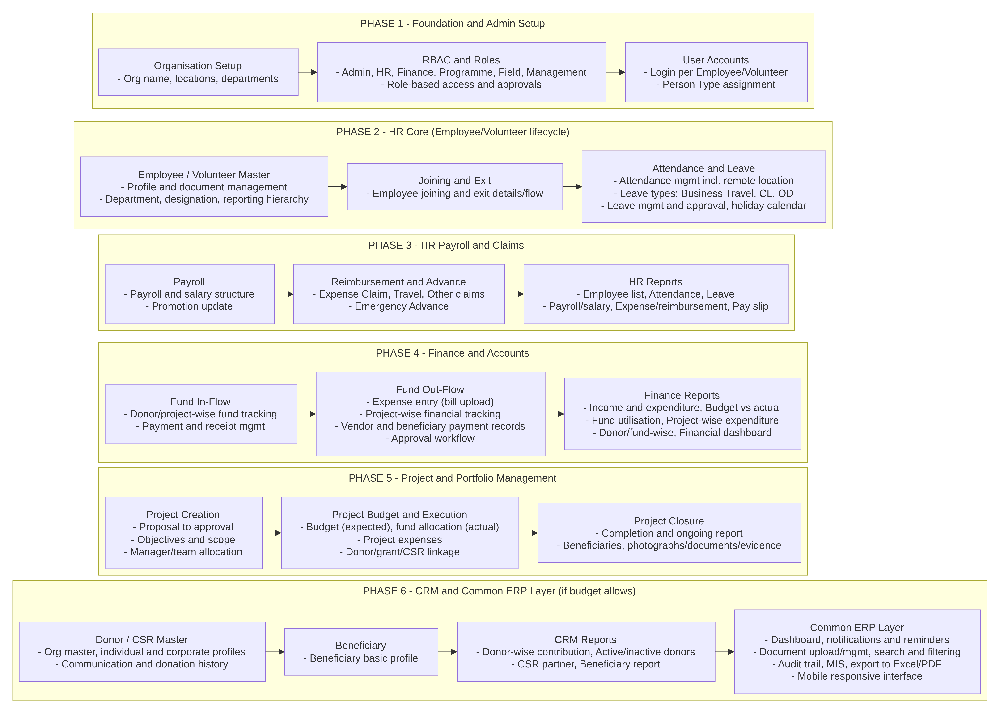 PHASE 1 - Foundation and Admin Setup
Organisation Setup
- Org name, locations, departments
RBAC and Roles
- Admin, HR, Finance, Programme, Field, Management
- Role-based access and approvals
User Accounts
- Login per Employee/Volunteer
- Person Type assignment
PHASE 2 - HR Core (Employee/Volunteer lifecycle)
Employee / Volunteer Master
- Profile and document management
- Department, designation, reporting hierarchy
Joining and Exit
- Employee joining and exit details/flow
Attendance and Leave
- Attendance mgmt incl. remote location
- Leave types: Business Travel, CL, OD
- Leave mgmt and approval, holiday calendar
PHASE 3 - HR Payroll and Claims
Payroll
- Payroll and salary structure
- Promotion update
Reimbursement and Advance
- Expense Claim, Travel, Other claims
- Emergency Advance
HR Reports
- Employee list, Attendance, Leave
- Payroll/salary, Expense/reimbursement, Pay slip
PHASE 4 - Finance and Accounts
Fund In-Flow
- Donor/project-wise fund tracking
- Payment and receipt mgmt
Fund Out-Flow
- Expense entry (bill upload)
- Project-wise financial tracking
- Vendor and beneficiary payment records
- Approval workflow
Finance Reports
- Income and expenditure, Budget vs actual
- Fund utilisation, Project-wise expenditure
- Donor/fund-wise, Financial dashboard
PHASE 5 - Project and Portfolio Management
Project Creation
- Proposal to approval
- Objectives and scope
- Manager/team allocation
Project Budget and Execution
- Budget (expected), fund allocation (actual)
- Project expenses
- Donor/grant/CSR linkage
Project Closure
- Completion and ongoing report
- Beneficiaries, photographs/documents/evidence
PHASE 6 - CRM and Common ERP Layer (if budget allows)
Donor / CSR Master
- Org master, individual and corporate profiles
- Communication and donation history
Beneficiary
- Beneficiary basic profile
CRM Reports
- Donor-wise contribution, Active/inactive donors
- CSR partner, Beneficiary report
Common ERP Layer
- Dashboard, notifications and reminders
- Document upload/mgmt, search and filtering
- Audit trail, MIS, export to Excel/PDF
- Mobile responsive interface